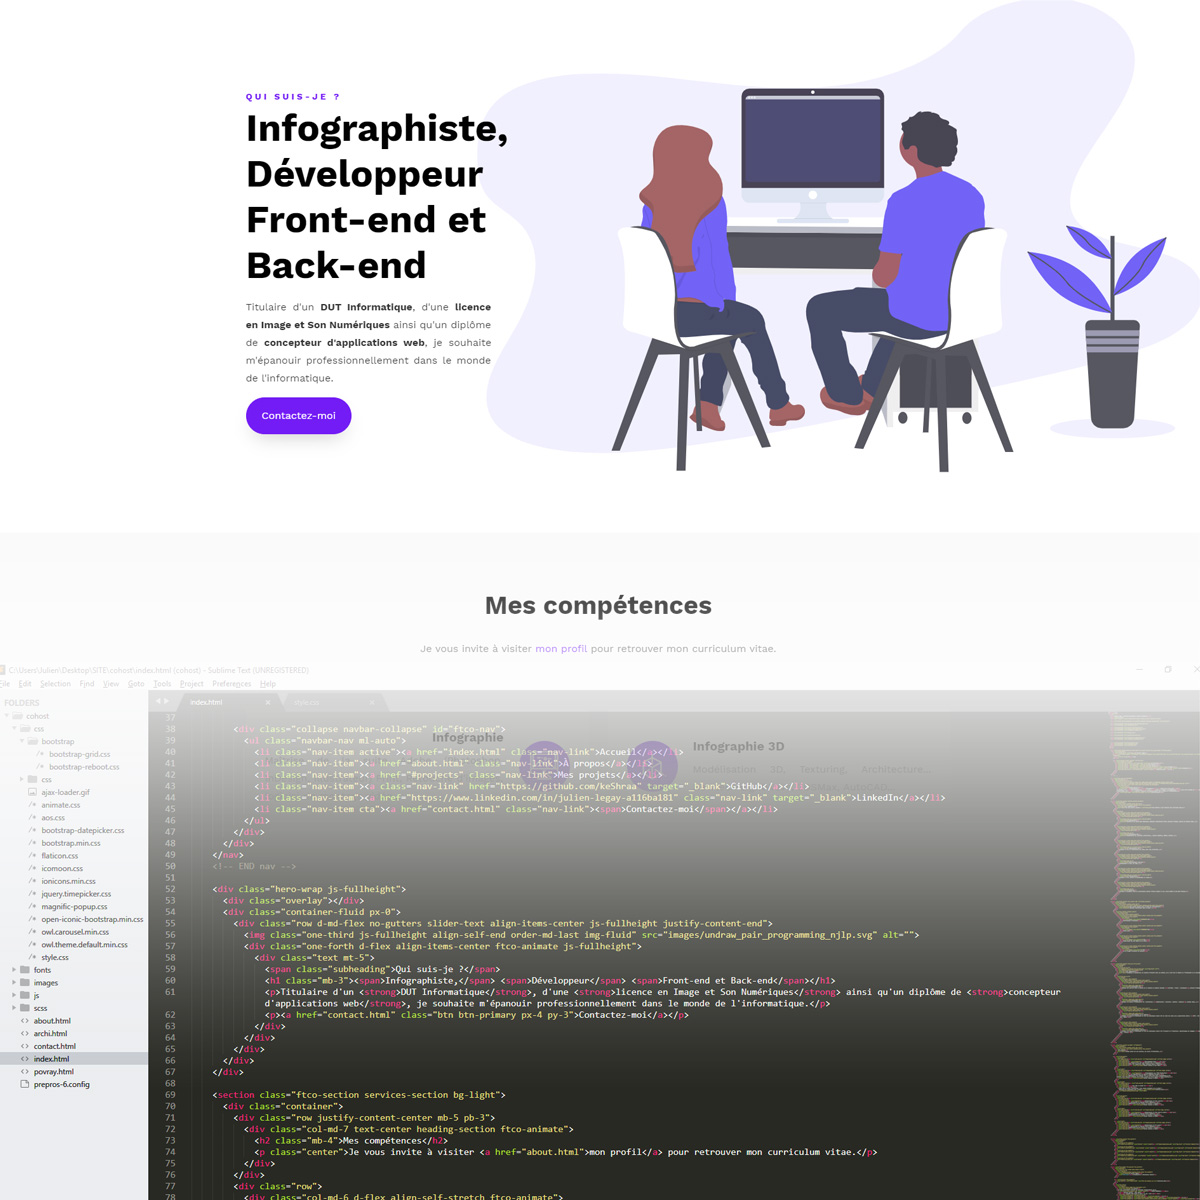 QUI SUIS-JE ?
Infographiste,
Développeur
Front-end et
Back-end
Titulaire d'un DUT Informatique, d'une licence
en Image et Son Numériques ainsi qu'un diplôme
de concepteur d'applications web, je souhaite
m'épanouir professionnellement dans le monde
de l'informatique.
Contactez-moi
Mes compétences
Je vous invite à visiter mon profil pour retrouver mon curriculum vitae.
C:\Users\Julien\Desktop\SITE\cohost\index.html (cohost) - Sublime Text (UNREGISTERED)
File Edit Selection Find View Goto Tools Project Preferences Help
FOLDERS
cohost
css
bootstrap
bootstrap-grid.css
bootstrap-reboot.css
css
ajax-loader.gif
animate.css
aos.css
bootstrap-datepicker.css
bootstrap.min.css
flaticon.css
icomoon.css
ionicons.min.css
jquery.timepicker.css
magnific-popup.css
open-iconic-bootstrap.min.css
owl.carousel.min.css
owl.theme.default.min.css
style.css
fonts
images
js
scss
about.html
archi.html
contact.html
index.html
povray.html
prepros-6.config
index.html × style.css ×
Infographie
Infographie 3D
Modélisation 3D, Texturing, Architecture...
37
38 <div class="collapse navbar-collapse" id="ftco-nav">
39 <ul class="navbar-nav ml-auto">
40 <li class="nav-item active"><a href="index.html" class="nav-link">Accueil</a></li>
41 <li class="nav-item"><a href="about.html" class="nav-link">À propos</a></li>
42 <li class="nav-item"><a href="#projects" class="nav-link">Mes projets</a></li>
43 <li class="nav-item"><a class="nav-link" href="https://github.com/keShraa" target="_blank">GitHub</a></li>
44 <li class="nav-item"><a href="https://www.linkedin.com/in/julien-legay-a116ba181" class="nav-link" target="_blank">LinkedIn</a></li>
45 <li class="nav-item cta"><a href="contact.html" class="nav-link"><span>Contactez-moi</span></a></li>
46 </ul>
47 </div>
48 </div>
49 </nav>
50 <!-- END nav -->
51
52 <div class="hero-wrap js-fullheight">
53 <div class="overlay"></div>
54 <div class="container-fluid px-0">
55 <div class="row d-md-flex no-gutters slider-text align-items-center js-fullheight justify-content-end">
56 <img class="one-third js-fullheight align-self-end order-md-last img-fluid" src="images/undraw_pair_programming_njlp.svg" alt="">
57 <div class="one-forth d-flex align-items-center ftco-animate js-fullheight">
58 <div class="text mt-5">
59 <span class="subheading">Qui suis-je ?</span>
60 <h1 class="mb-3"><span>Infographiste,</span> <span>Développeur</span> <span>Front-end et Back-end</span></h1>
61 <p>Titulaire d'un <strong>DUT Informatique</strong>, d'une <strong>licence en Image et Son Numériques</strong> ainsi qu'un diplôme de <strong>concepteur
d'applications web</strong>, je souhaite m'épanouir professionnellement dans le monde de l'informatique.</p>
62 <p><a href="contact.html" class="btn btn-primary px-4 py-3">Contactez-moi</a></p>
63 </div>
64 </div>
65 </div>
66 </div>
67 </div>
68
69 <section class="ftco-section services-section bg-light">
70 <div class="container">
71 <div class="row justify-content-center mb-5 pb-3">
72 <div class="col-md-7 text-center heading-section ftco-animate">
73 <h2 class="mb-4">Mes compétences</h2>
74 <p class="center">Je vous invite à visiter <a href="about.html">mon profil</a> pour retrouver mon curriculum vitae.</p>
75 </div>
76 </div>
77 <div class="row">
78 <div class="col-md-6 d-flex align-self-stretch ftco-animate">